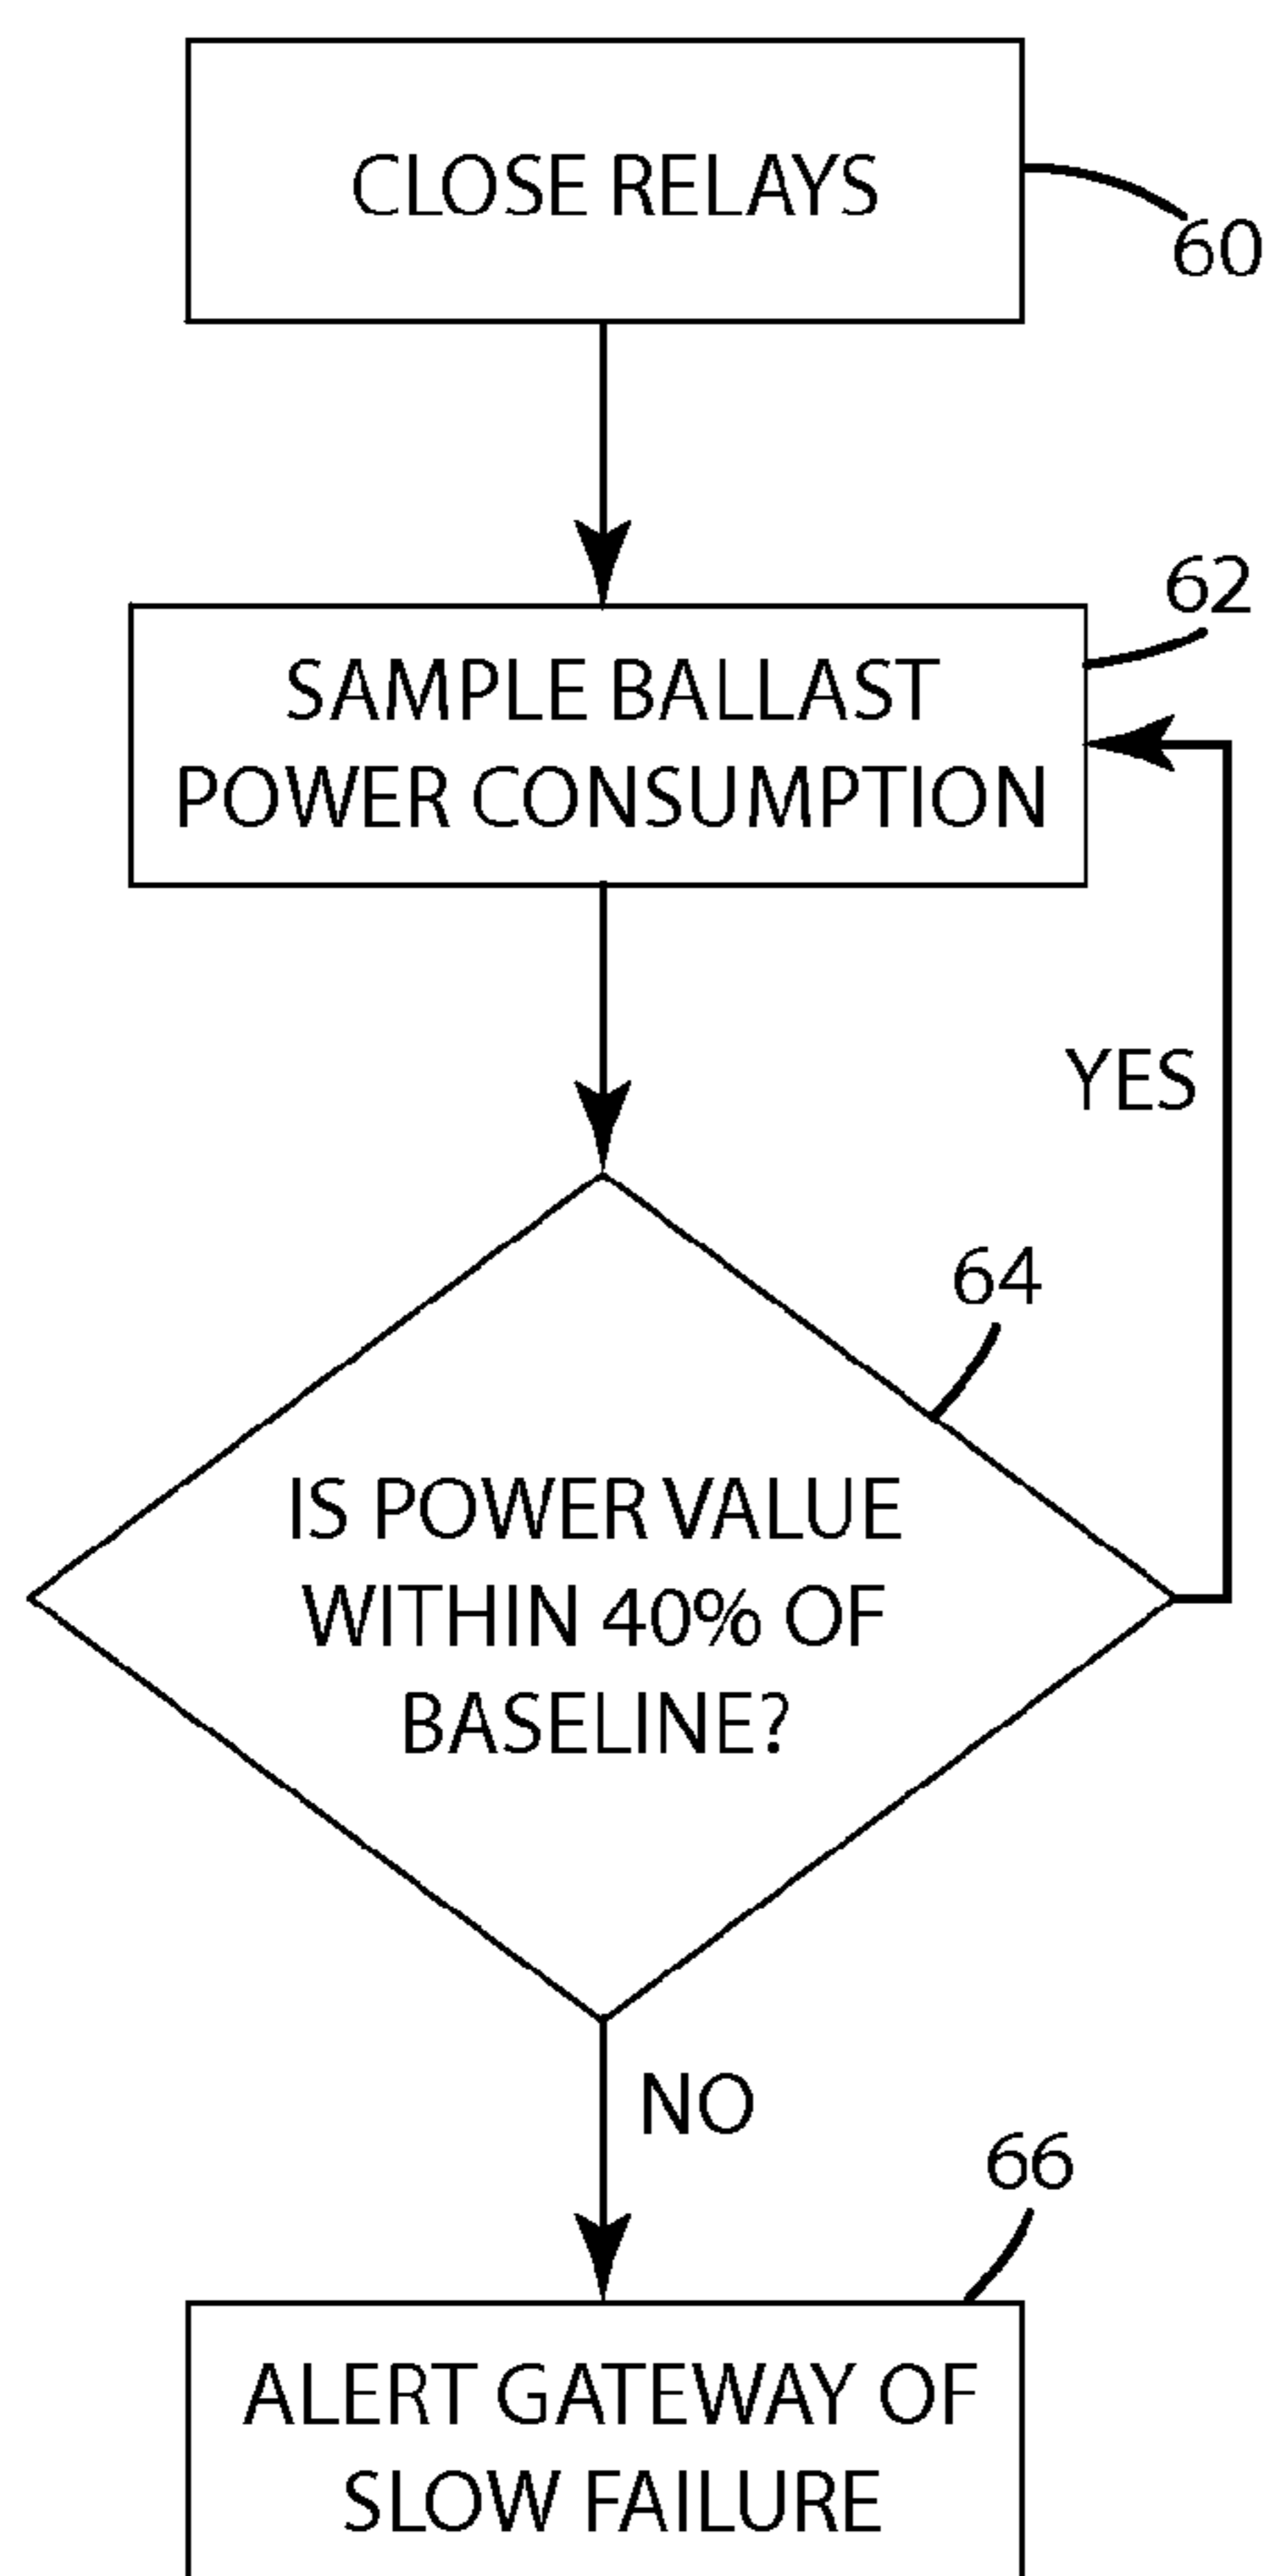 CLOSE RELAYS
60
62
SAMPLE BALLAST
POWER CONSUMPTION
YES
64
IS POWER VALUE
WITHIN 40% OF
BASELINE?
NO
66
ALERT GATEWAY OF
SLOW FAILURE